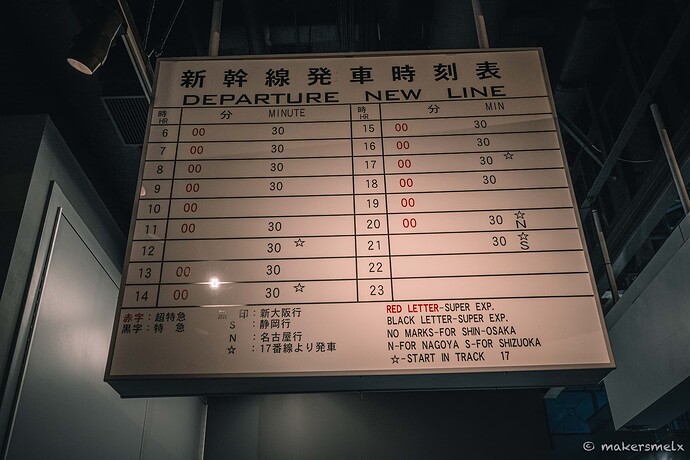 新幹線発車時刻表
DEPARTURE NEW LINE
時 HR 分 MINUTE 時 HR 分 MIN
6 00 30 15 00 30
7 00 30 16 00 30
8 00 30 17 00 30 ☆
9 00 30 18 00 30
10 00 19 00
11 00 30 20 00 30 ☆ N
12 30 ☆ 21 30 ☆ S
13 00 30 22
14 00 30 ☆ 23
赤字：超特急
黒字：特急
無印：新大阪行
S ：静岡行
N ：名古屋行
☆ ：17番線より発車
RED LETTER-SUPER EXP.
BLACK LETTER-SUPER EXP.
NO MARKS-FOR SHIN-OSAKA
N-FOR NAGOYA S-FOR SHIZUOKA
☆-START IN TRACK 17
© makersmelx